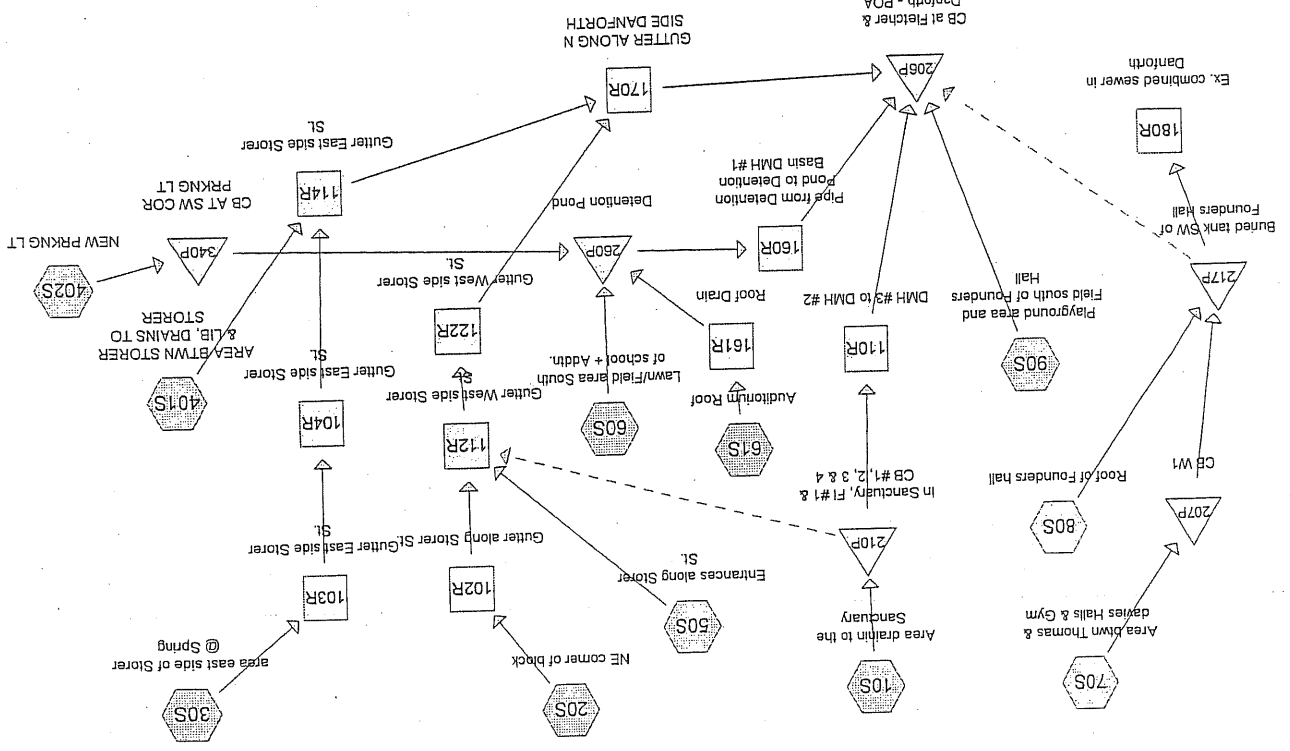 70S
Area btwn Thomas &
davies Halls & Gym
10S
Area drainin to the
Sanctuary
20S
NE corner of block
30S
area east side of Storer
@ Spring
50S
Entrances along Storer
St.
102R
Gutter along Storer St.
103R
Gutter East side Storer
St.
207P
CB W1
80S
Roof of Founders hall
210P
In Sanctuary, FI #1 &
CB #1, 2, 3 & 4
61S
Auditorium Roof
60S
Lawn/Field area South
of school + Addtn.
112R
Gutter West side Storer
St.
104R
Gutter East side Storer
St.
401S
AREA BTWN STORER
& LIB, DRAINS TO
STORER
90S
Playground area and
Field south of Founders
Hall
110R
DMH #3 to DMH #2
161R
Roof Drain
122R
Gutter West side Storer
St.
402S
NEW PRKNG LT
217P
Buried tank SW of
Founders Hall
160R
Pipe from Detention
Pond to Detention
Basin DMH #1
260P
Detention Pond
340P
CB AT SW COR
PRKNG LT
114R
Gutter East side Storer
St.
180R
Ex. combined sewer in
Danforth
206P
CB at Fletcher &
Danforth - POA
170R
GUTTER ALONG N
SIDE DANFORTH